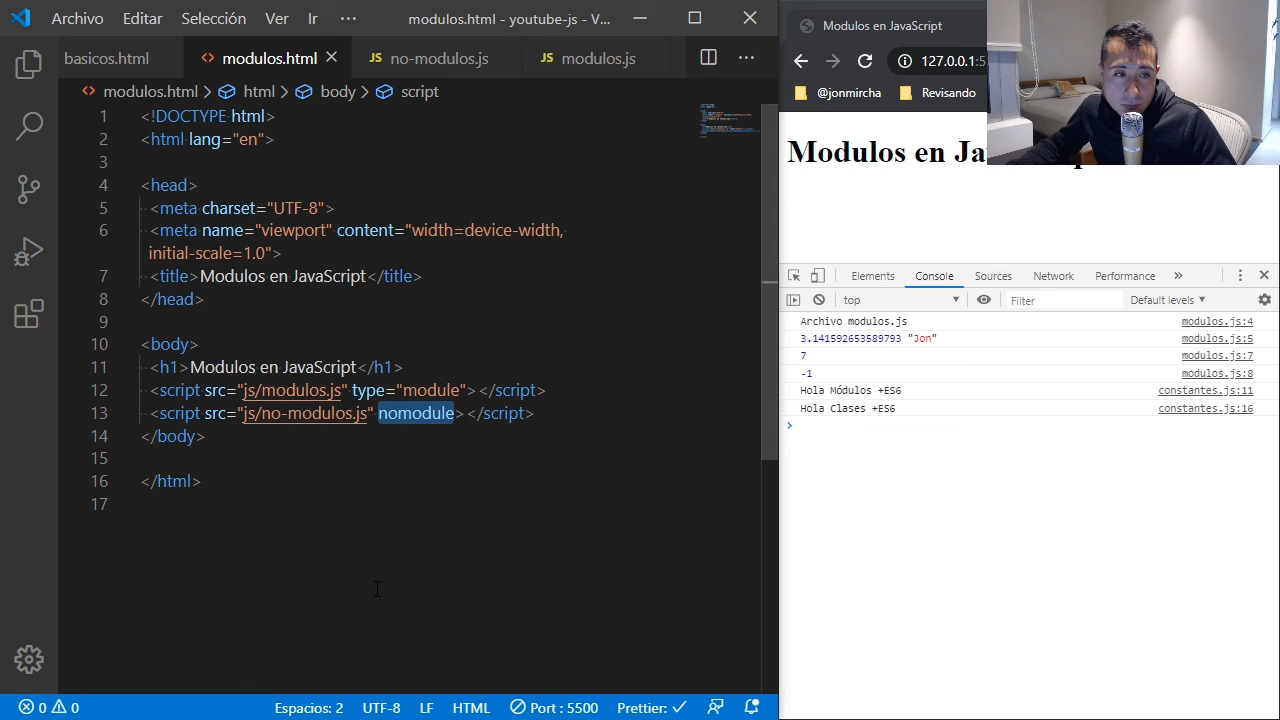 Archivo Editar Selección Ver Ir ··· modulos.html - youtube-js - V...
basicos.html modulos.html no-modulos.js modulos.js
modulos.html > html > body > script
1 <!DOCTYPE html>
2 <html lang="en">
3
4 <head>
5 <meta charset="UTF-8">
6 <meta name="viewport" content="width=device-width,
initial-scale=1.0">
7 <title>Modulos en JavaScript</title>
8 </head>
9
10 <body>
11 <h1>Modulos en JavaScript</h1>
12 <script src="js/modulos.js" type="module"></script>
13 <script src="js/no-modulos.js" nomodule></script>
14 </body>
15
16 </html>
17
0 0 Espacios: 2 UTF-8 LF HTML Port : 5500 Prettier: ✓
Modulos en JavaScript
127.0.0.1:5
@jonmircha Revisando
Modulos en Ja
Elements Console Sources Network Performance »
top Filter Default levels
Archivo modulos.js modulos.js:4
3.141592653589793 "Jon" modulos.js:5
7 modulos.js:7
-1 modulos.js:8
Hola Módulos +ES6 constantes.js:11
Hola Clases +ES6 constantes.js:16
>